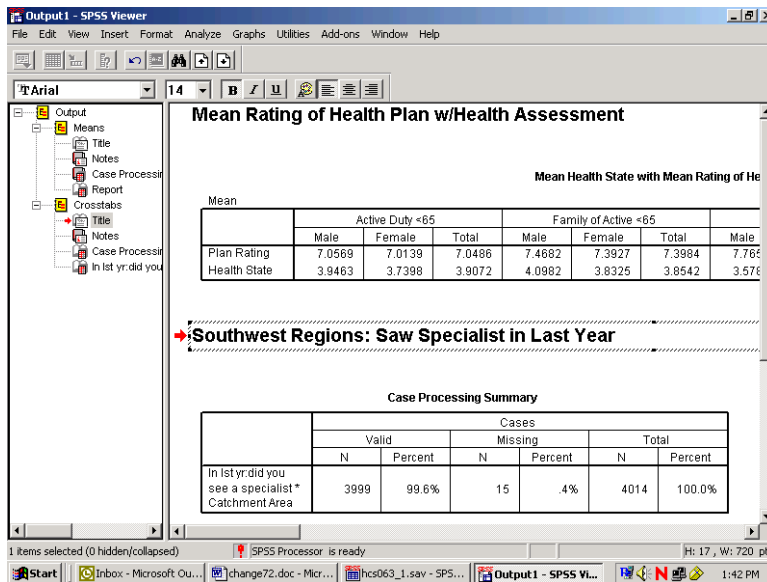 Output1 - SPSS Viewer
File Edit View Insert Format Analyze Graphs Utilities Add-ons Window Help
Arial 14 B I U
Output
Means
Title
Notes
Case Processin
Report
Crosstabs
Title
Notes
Case Processin
In lst yr:did you
Mean Rating of Health Plan w/Health Assessment
Mean Health State with Mean Rating of He
Mean
Active Duty <65 Family of Active <65
Male Female Total Male Female Total Male
Plan Rating 7.0569 7.0139 7.0486 7.4682 7.3927 7.3984 7.765
Health State 3.9463 3.7398 3.9072 4.0982 3.8325 3.8542 3.578
Southwest Regions: Saw Specialist in Last Year
Case Processing Summary
Cases
Valid Missing Total
N Percent N Percent N Percent
In lst yr:did you
see a specialist *
Catchment Area
3999 99.6% 15 .4% 4014 100.0%
1 items selected (0 hidden/collapsed) SPSS Processor is ready H: 17 , W: 720 pt
Start Inbox - Microsoft Ou... change72.doc - Micr... hcs063_1.sav - SPS... Output1 - SPSS Vi... 1:42 PM